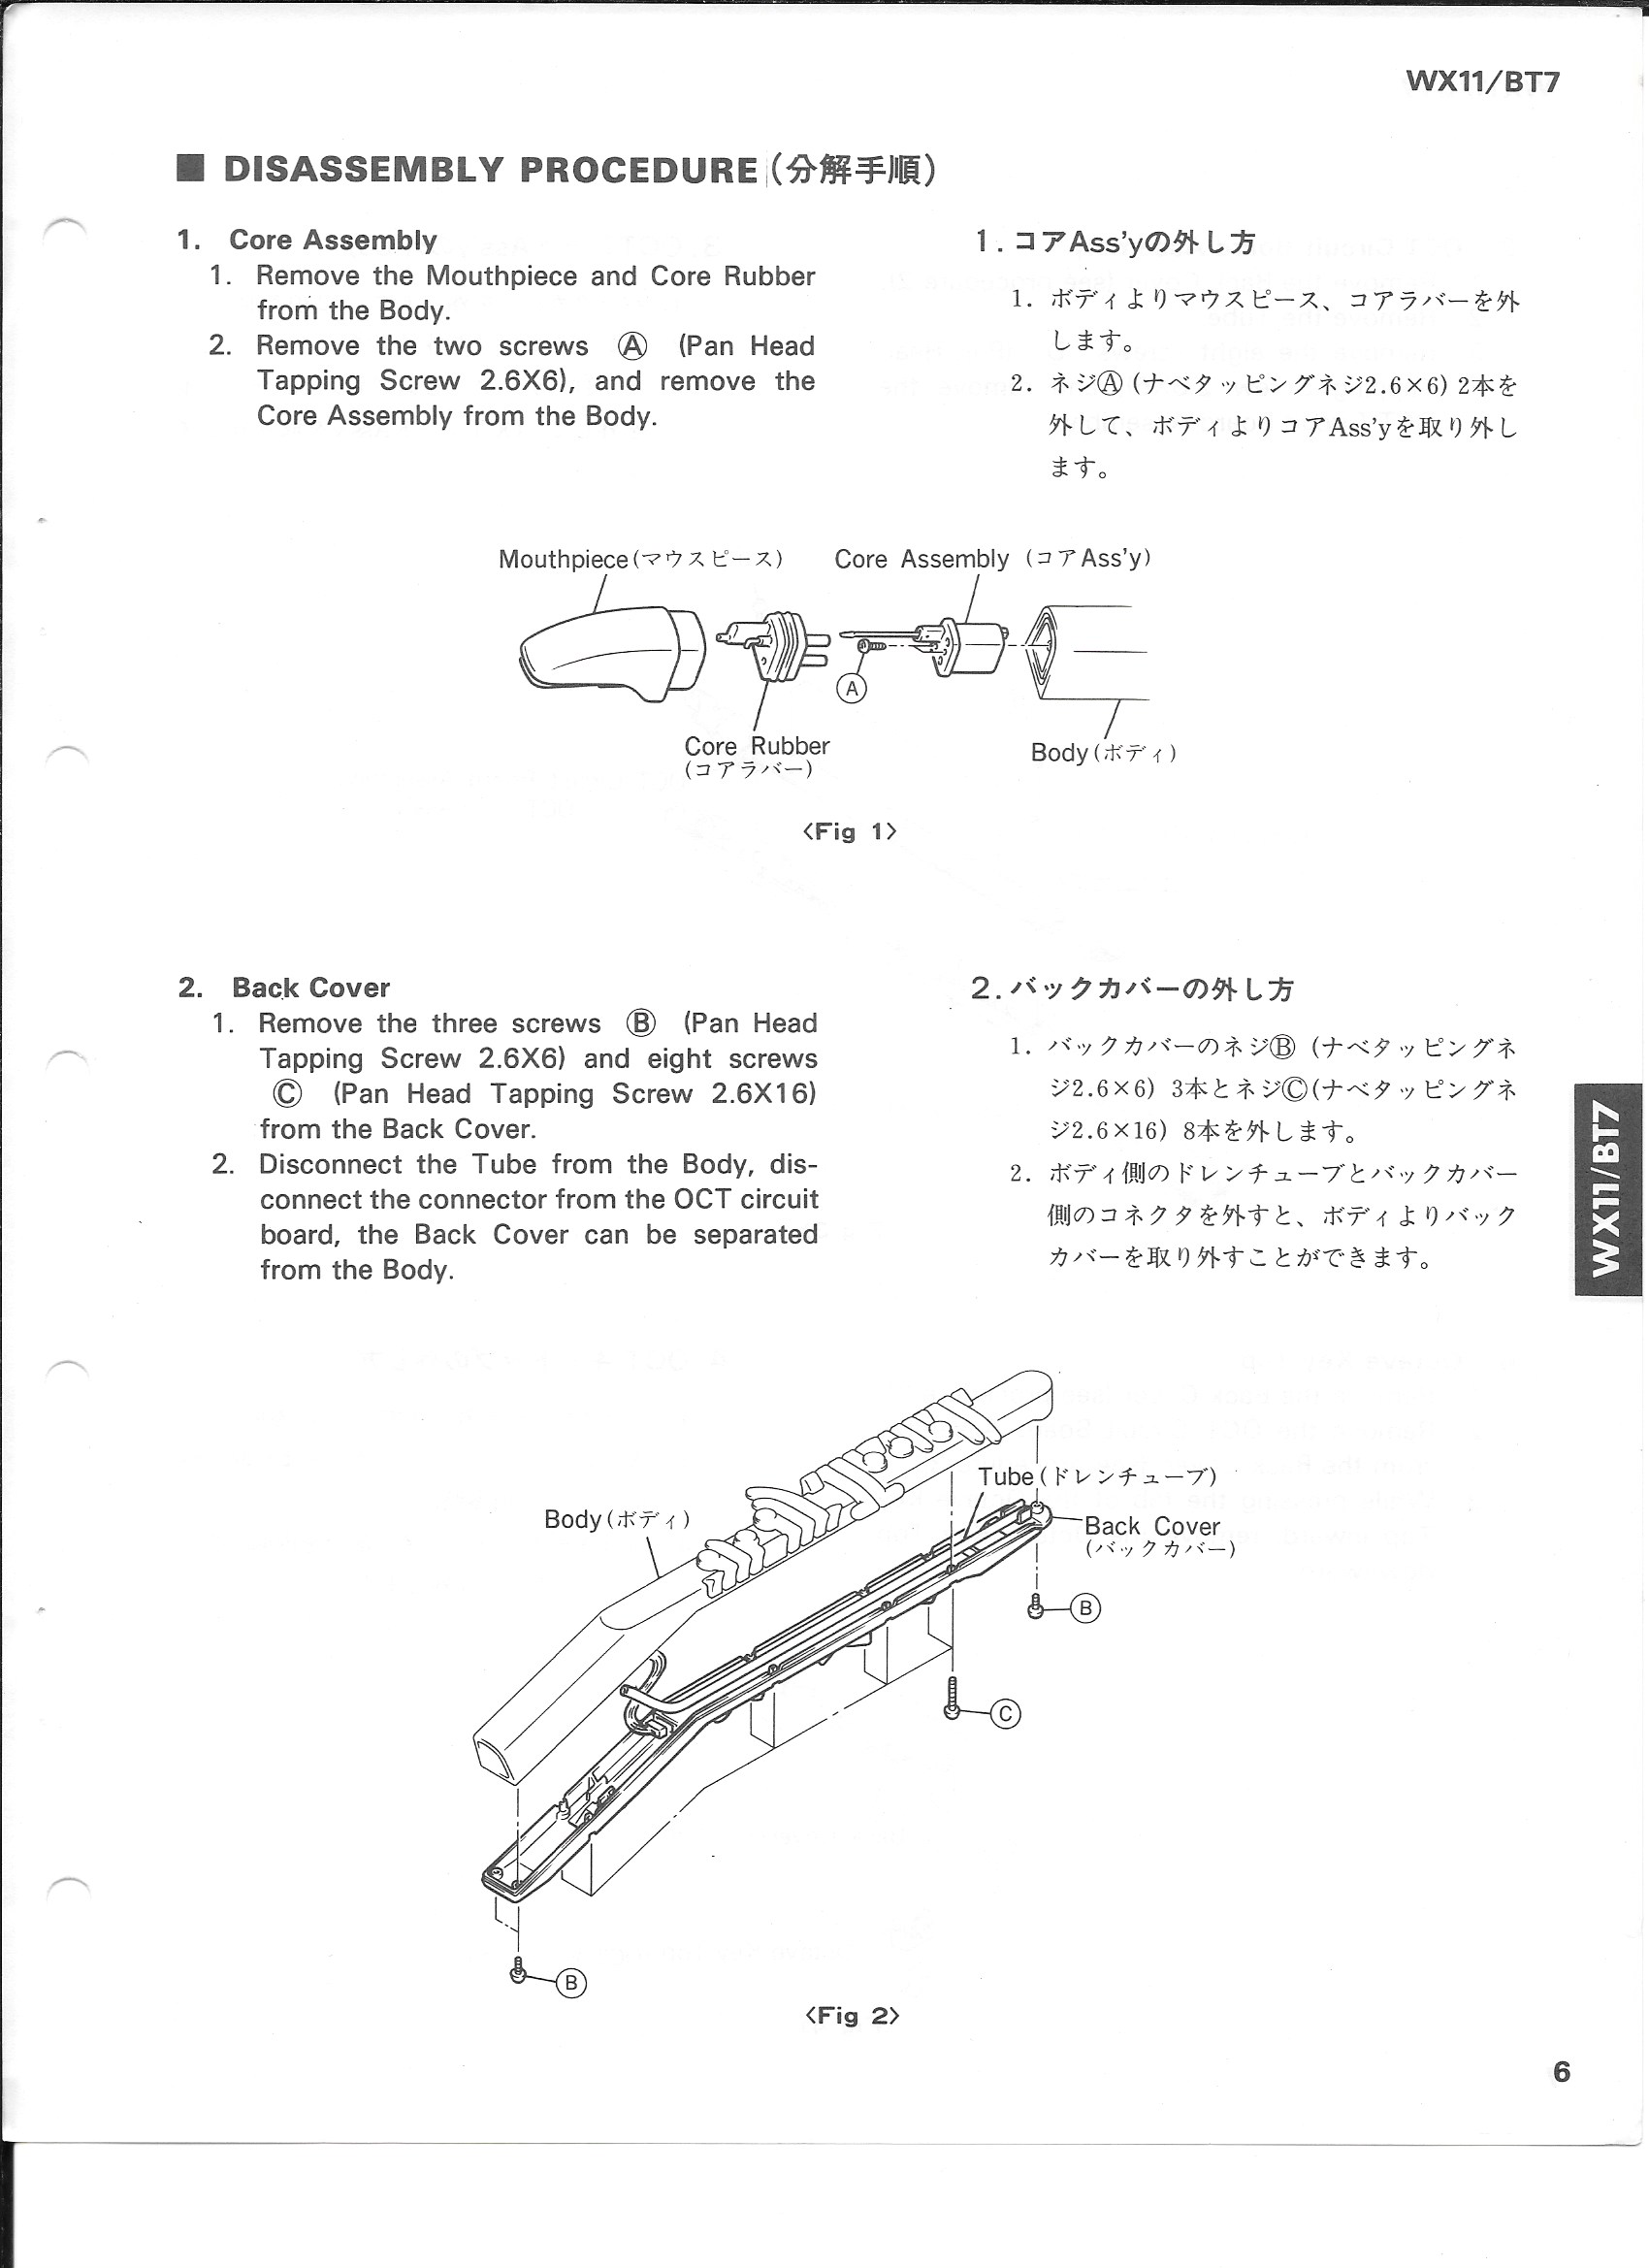 WX11/BT7
■ DISASSEMBLY PROCEDURE (分解手順)
1. Core Assembly
1. Remove the Mouthpiece and Core Rubber
from the Body.
2. Remove the two screws Ⓐ (Pan Head
Tapping Screw 2.6X6), and remove the
Core Assembly from the Body.
1. コアAss'yの外し方
1. ボディよりマウスピース、コアラバーを外
します。
2. ネジⒶ (ナベタッピングネジ2.6×6) 2本を
外して、ボディよりコアAss'yを取り外し
ます。
Mouthpiece(マウスピース)
Core Assembly (コアAss'y)
A
Core Rubber
(コアラバー)
Body(ボディ)
〈Fig 1〉
2. Back Cover
1. Remove the three screws Ⓑ (Pan Head
Tapping Screw 2.6X6) and eight screws
Ⓒ (Pan Head Tapping Screw 2.6X16)
from the Back Cover.
2. Disconnect the Tube from the Body, dis-
connect the connector from the OCT circuit
board, the Back Cover can be separated
from the Body.
2. バックカバーの外し方
1. バックカバーのネジⒷ (ナベタッピングネ
ジ2.6×6) 3本とネジⒸ(ナベタッピングネ
ジ2.6×16) 8本を外します。
2. ボディ側のドレンチューブとバックカバー
側のコネクタを外すと、ボディよりバック
カバーを取り外すことができます。
WX11/BT7
Tube(ドレンチューブ)
Body(ボディ)
Back Cover
(バックカバー)
B
C
B
〈Fig 2〉
6